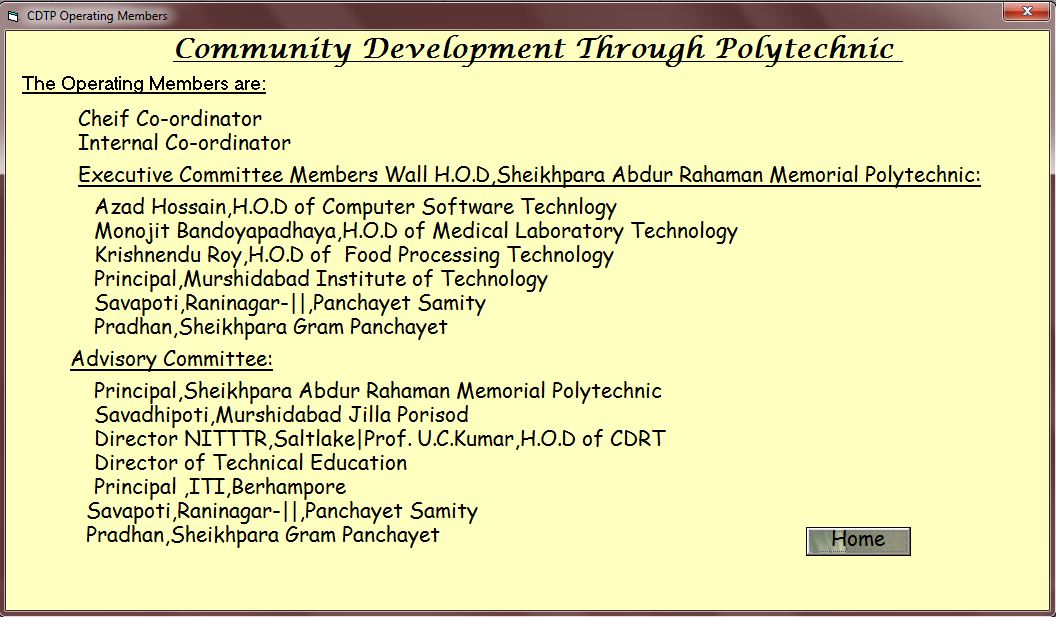 CDTP Operating Members
Community Development Through Polytechnic
The Operating Members are:
Cheif Co-ordinator
Internal Co-ordinator
Executive Committee Members Wall H.O.D,Sheikhpara Abdur Rahaman Memorial Polytechnic:
Azad Hossain,H.O.D of Computer Software Technlogy
Monojit Bandoyapadhaya,H.O.D of Medical Laboratory Technology
Krishnendu Roy,H.O.D of  Food Processing Technology
Principal,Murshidabad Institute of Technology
Savapoti,Raninagar-||,Panchayet Samity
Pradhan,Sheikhpara Gram Panchayet
Advisory Committee:
Principal,Sheikhpara Abdur Rahaman Memorial Polytechnic
Savadhipoti,Murshidabad Jilla Porisod
Director NITTTR,Saltlake|Prof. U.C.Kumar,H.O.D of CDRT
Director of Technical Education
Principal ,ITI,Berhampore
Savapoti,Raninagar-||,Panchayet Samity
Pradhan,Sheikhpara Gram Panchayet
Home